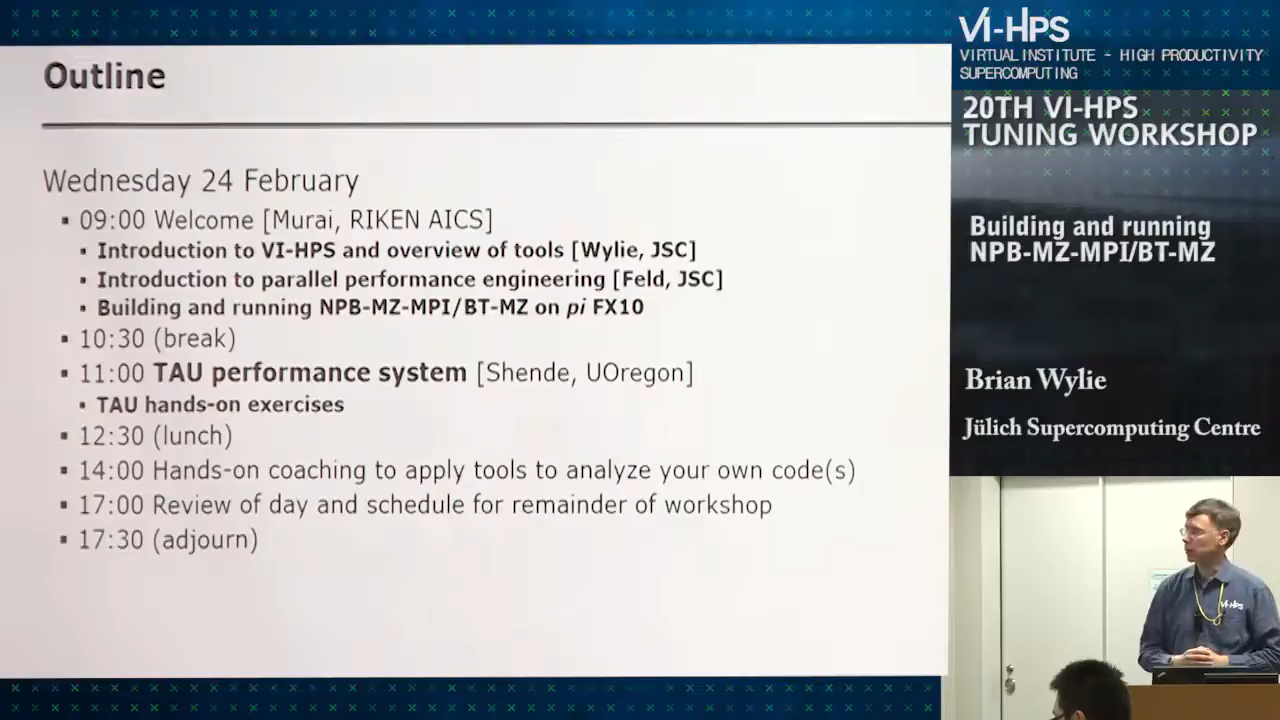 Outline
Wednesday 24 February
▪ 09:00 Welcome [Murai, RIKEN AICS]
▪ Introduction to VI-HPS and overview of tools [Wylie, JSC]
▪ Introduction to parallel performance engineering [Feld, JSC]
▪ Building and running NPB-MZ-MPI/BT-MZ on pi FX10
▪ 10:30 (break)
▪ 11:00 TAU performance system [Shende, UOregon]
▪ TAU hands-on exercises
▪ 12:30 (lunch)
▪ 14:00 Hands-on coaching to apply tools to analyze your own code(s)
▪ 17:00 Review of day and schedule for remainder of workshop
▪ 17:30 (adjourn)
VI-HPS
VIRTUAL INSTITUTE – HIGH PRODUCTIVITY
SUPERCOMPUTING
20TH VI-HPS
TUNING WORKSHOP
Building and running
NPB-MZ-MPI/BT-MZ
Brian Wylie
Jülich Supercomputing Centre
VI-HPS